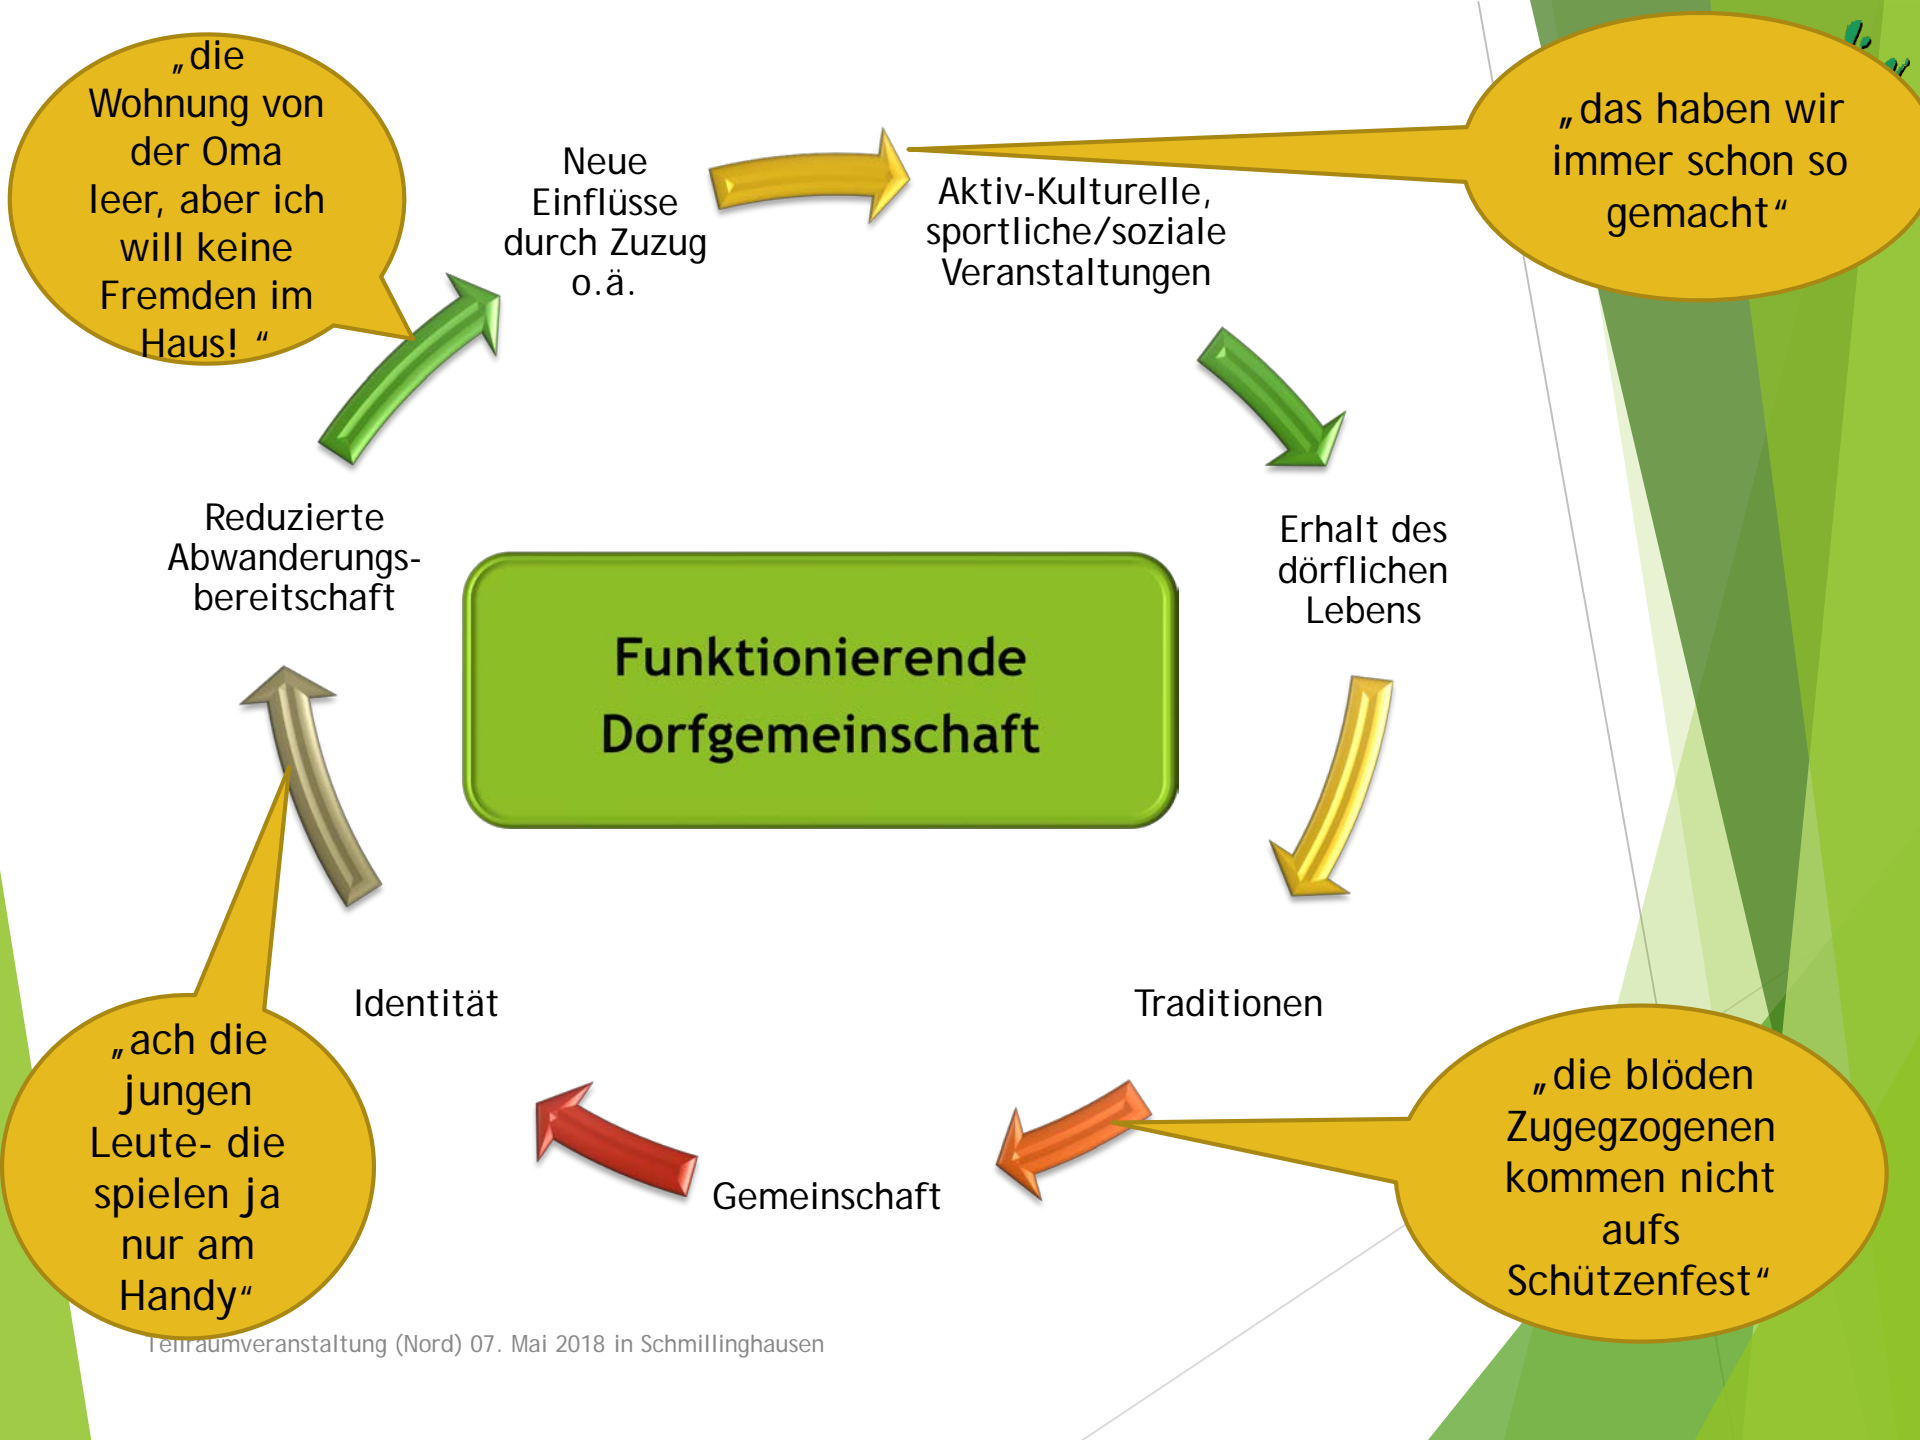 „die
Wohnung von
der Oma
leer, aber ich
will keine
Fremden im
Haus! “
Neue
Einflüsse
durch Zuzug
o.ä.
Aktiv-Kulturelle,
sportliche/soziale
Veranstaltungen
„das haben wir
immer schon so
gemacht“
Reduzierte
Abwanderungs-
bereitschaft
Erhalt des
dörflichen
Lebens
Funktionierende
Dorfgemeinschaft
Identität
Traditionen
Gemeinschaft
„ach die
jungen
Leute- die
spielen ja
nur am
Handy“
„die blöden
Zugegzogenen
kommen nicht
aufs
Schützenfest“
Teilraumveranstaltung (Nord) 07. Mai 2018 in Schmillinghausen